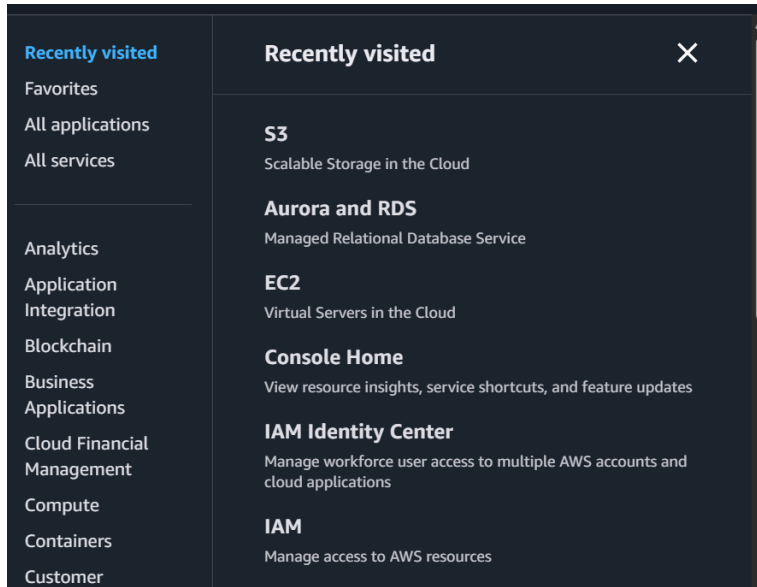 Recently visited
Favorites
All applications
All services
Analytics
Application
Integration
Blockchain
Business
Applications
Cloud Financial
Management
Compute
Containers
Customer
Recently visited
S3
Scalable Storage in the Cloud
Aurora and RDS
Managed Relational Database Service
EC2
Virtual Servers in the Cloud
Console Home
View resource insights, service shortcuts, and feature updates
IAM Identity Center
Manage workforce user access to multiple AWS accounts and
cloud applications
IAM
Manage access to AWS resources